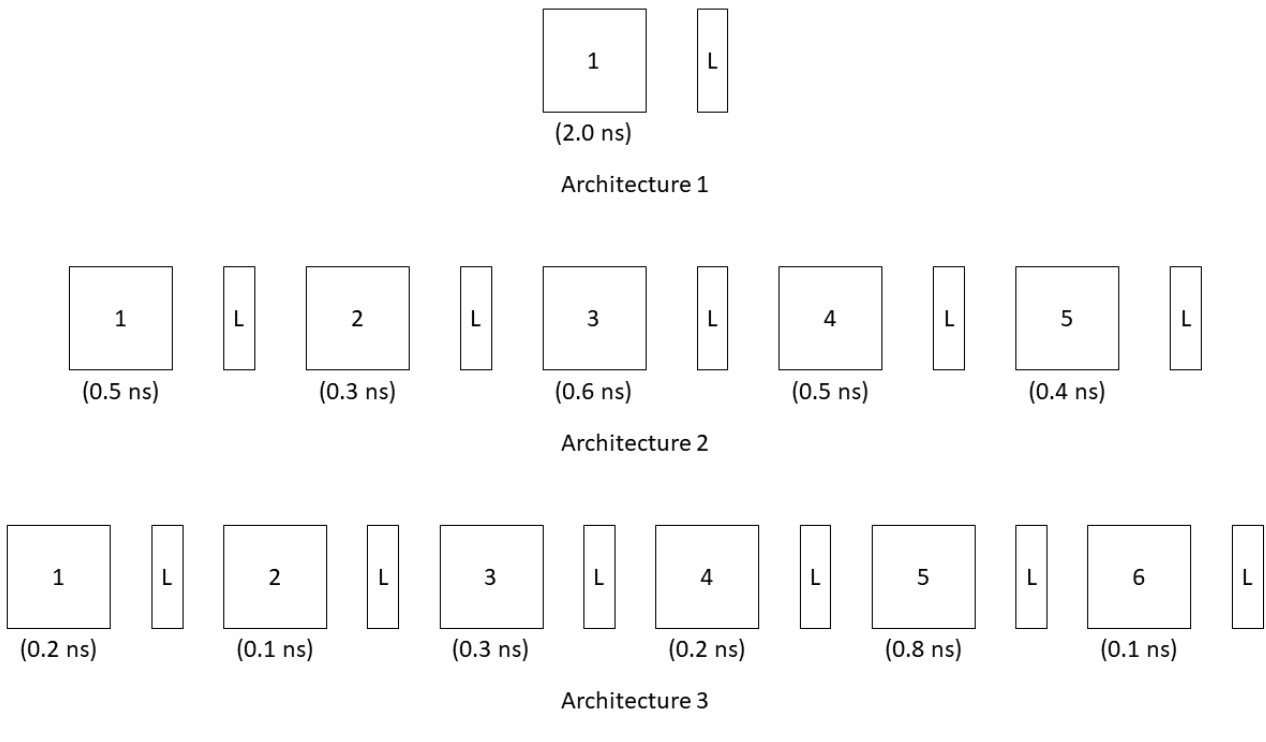 1 L
(2.0 ns)
Architecture 1
1 L 2 L 3 L 4 L 5 L
(0.5 ns) (0.3 ns) (0.6 ns) (0.5 ns) (0.4 ns)
Architecture 2
1 L 2 L 3 L 4 L 5 L 6 L
(0.2 ns) (0.1 ns) (0.3 ns) (0.2 ns) (0.8 ns) (0.1 ns)
Architecture 3